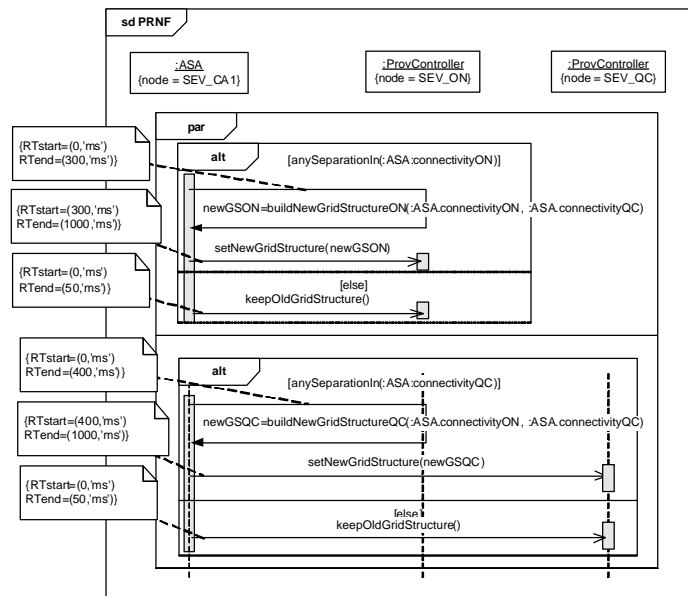 sd PRNF
:ASA
{node = SEV_CA1}
:ProvController
{node = SEV_ON}
:ProvController
{node = SEV_QC}
par
{RTstart=(0,'ms')
RTend=(300,'ms')}
alt
[anySeparationIn(:ASA:connectivityON)]
{RTstart=(300,'ms')
RTend=(1000,'ms')}
newGSON=buildNewGridStructureON(:ASA.connectivityON, :ASA.connectivityQC)
setNewGridStructure(newGSON)
{RTstart=(0,'ms')
RTend=(50,'ms')}
[else]
keepOldGridStructure()
{RTstart=(0,'ms')
RTend=(400,'ms')}
alt
[anySeparationIn(:ASA:connectivityQC)]
{RTstart=(400,'ms')
RTend=(1000,'ms')}
newGSQC=buildNewGridStructureQC(:ASA.connectivityON, :ASA.connectivityQC)
setNewGridStructure(newGSQC)
{RTstart=(0,'ms')
RTend=(50,'ms')}
[else]
keepOldGridStructure()